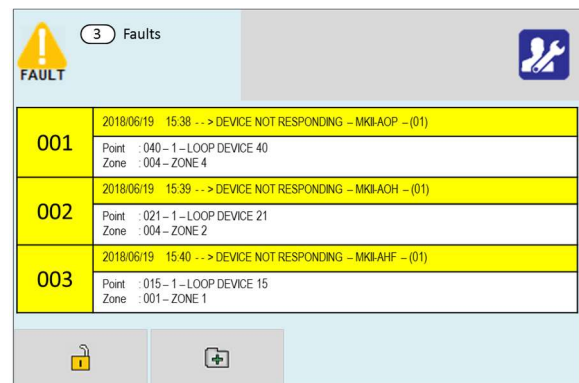 3 Faults
FAULT
001
2018/06/19 15:38 - - > DEVICE NOT RESPONDING – MKII-AOP – (01)
Point : 040 – 1 – LOOP DEVICE 40
Zone : 004 – ZONE 4
002
2018/06/19 15:39 - - > DEVICE NOT RESPONDING – MKII-AOH – (01)
Point : 021 – 1 – LOOP DEVICE 21
Zone : 004 – ZONE 2
003
2018/06/19 15:40 - - > DEVICE NOT RESPONDING – MKII-AHF – (01)
Point : 015 – 1 – LOOP DEVICE 15
Zone : 001 – ZONE 1